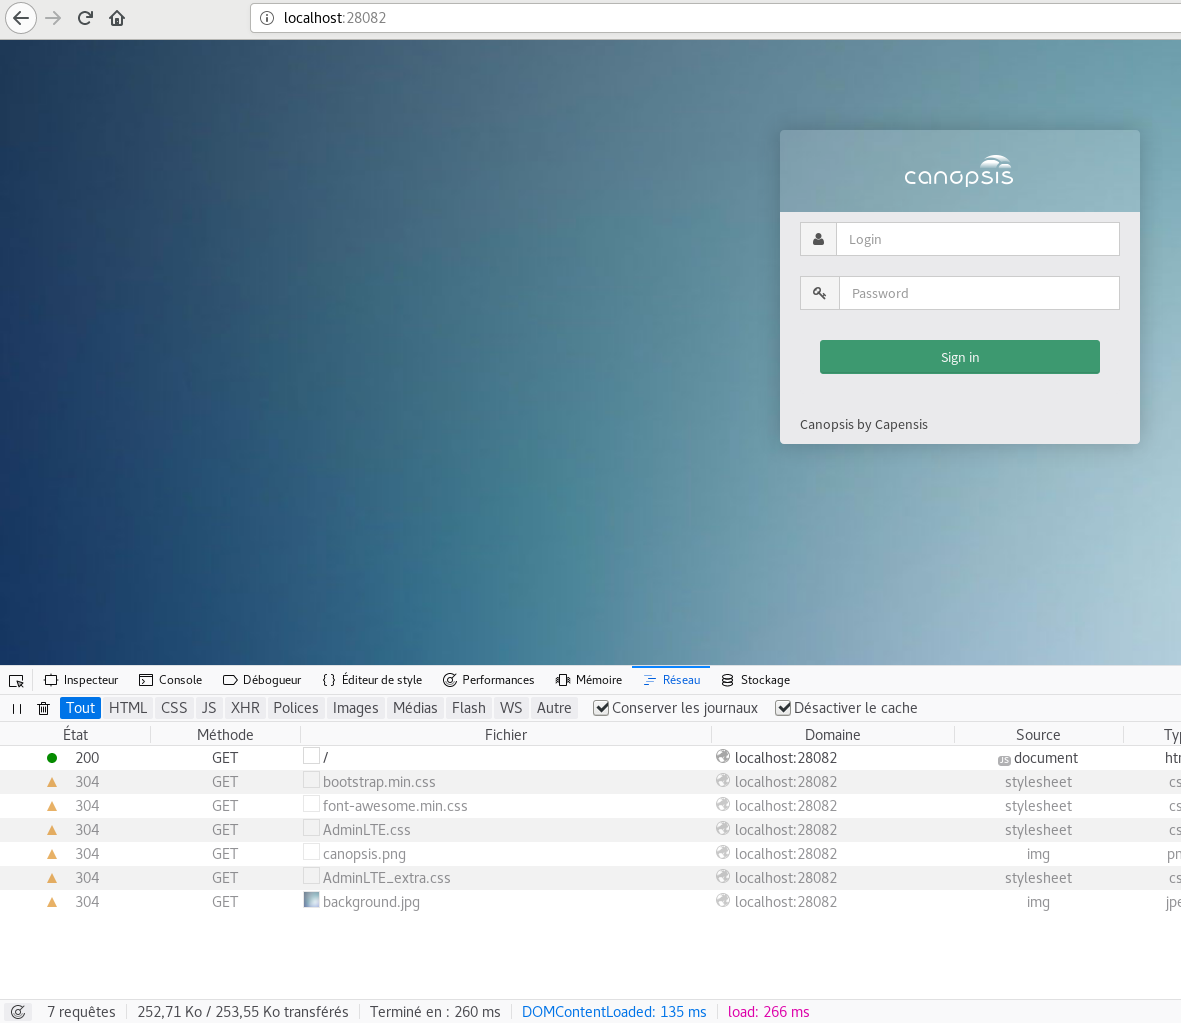 localhost:28082
canopsis
Login
Password
Sign in
Canopsis by Capensis
Inspecteur Console Débogueur Éditeur de style Performances Mémoire Réseau Stockage
Tout HTML CSS JS XHR Polices Images Médias Flash WS Autre Conserver les journaux Désactiver le cache
État Méthode Fichier Domaine Source Typ
200 GET / localhost:28082 JS document htm
304 GET bootstrap.min.css localhost:28082 stylesheet cs
304 GET font-awesome.min.css localhost:28082 stylesheet cs
304 GET AdminLTE.css localhost:28082 stylesheet cs
304 GET canopsis.png localhost:28082 img pn
304 GET AdminLTE_extra.css localhost:28082 stylesheet cs
304 GET background.jpg localhost:28082 img jpe
7 requêtes 252,71 Ko / 253,55 Ko transférés Terminé en : 260 ms DOMContentLoaded: 135 ms load: 266 ms